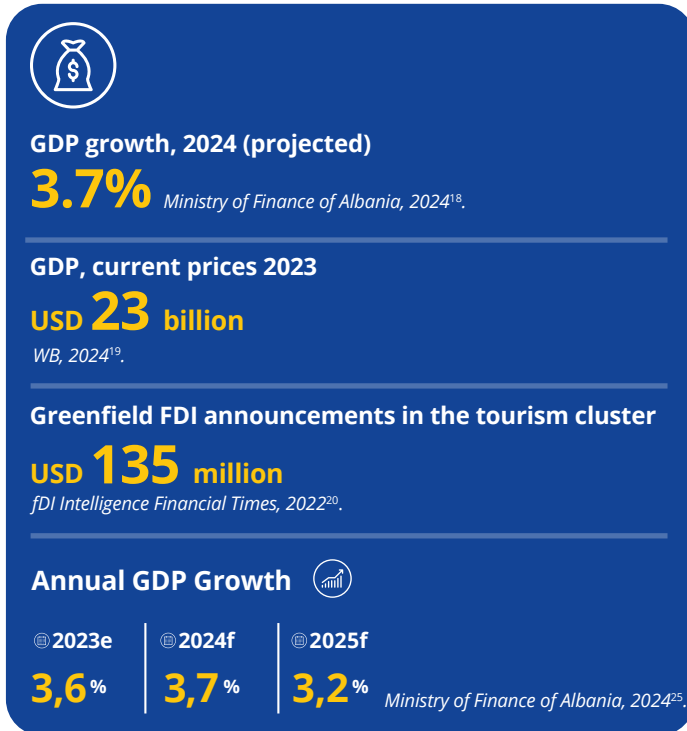 $
GDP growth, 2024 (projected)
3.7% Ministry of Finance of Albania, 2024¹⁸.
GDP, current prices 2023
USD 23 billion
WB, 2024¹⁹.
Greenfield FDI announcements in the tourism cluster
USD 135 million
fDI Intelligence Financial Times, 2022²⁰.
Annual GDP Growth
2023e 2024f 2025f
3,6% 3,7% 3,2% Ministry of Finance of Albania, 2024²⁵.